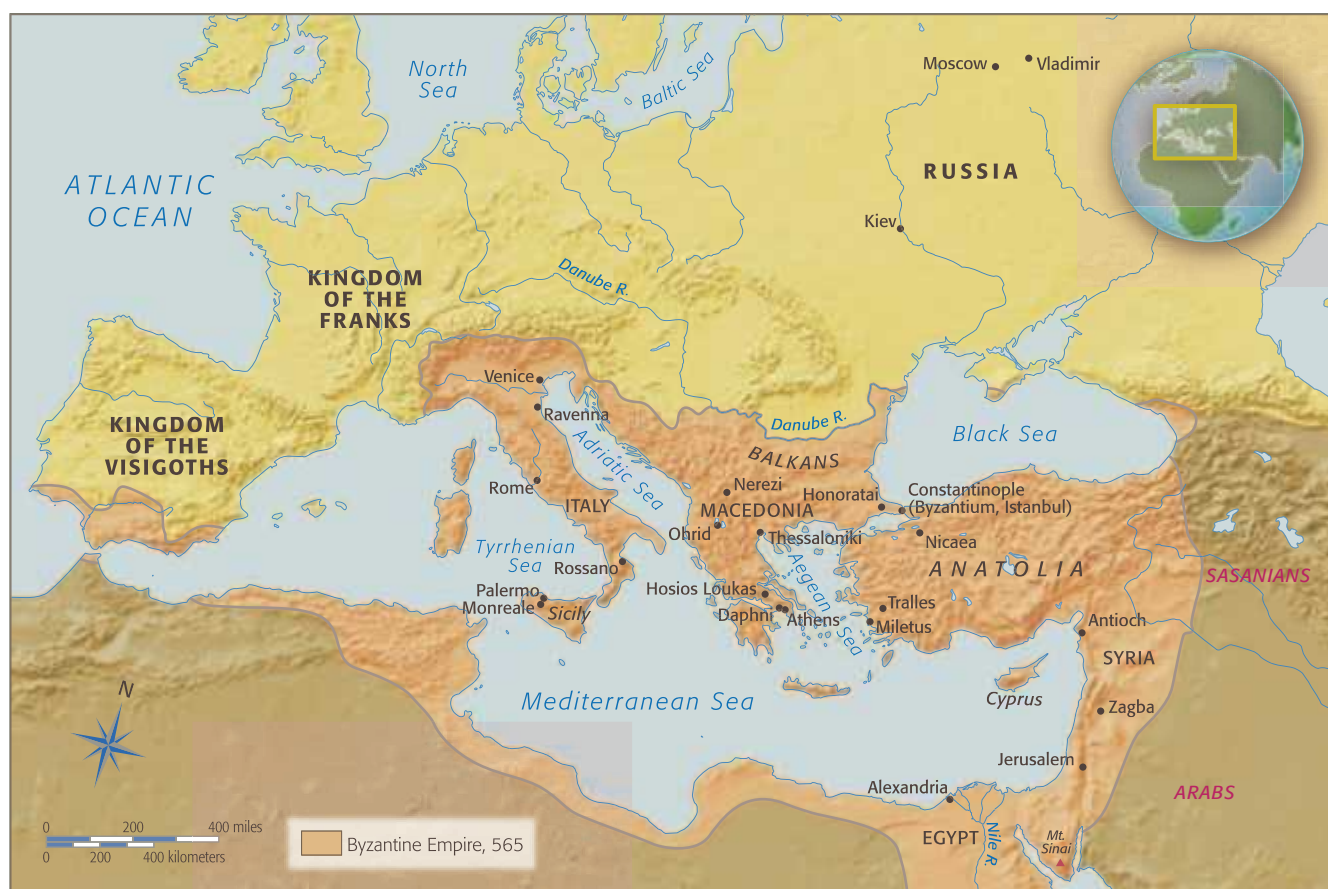 North
Sea
Baltic Sea
Moscow
Vladimir
ATLANTIC
OCEAN
RUSSIA
Kiev
KINGDOM
OF THE
FRANKS
Danube R.
Venice
Ravenna
KINGDOM
OF THE
VISIGOTHS
Danube R.
Black Sea
Adriatic Sea
BALKANS
Rome
ITALY
Nerezi
MACEDONIA
Honoratai
Constantinople
(Byzantium, Istanbul)
Ohrid
Thessaloniki
Nicaea
Tyrrhenian
Sea
Rossano
ANATOLIA
SASANIANS
Aegean Sea
Palermo
Monreale
Sicily
Hosios Loukas
Daphni
Athens
Tralles
Miletus
Antioch
SYRIA
N
Mediterranean Sea
Cyprus
Zagba
Jerusalem
Alexandria
ARABS
EGYPT
Nile R.
Mt.
Sinai
0 200 400 miles
0 200 400 kilometers
Byzantine Empire, 565